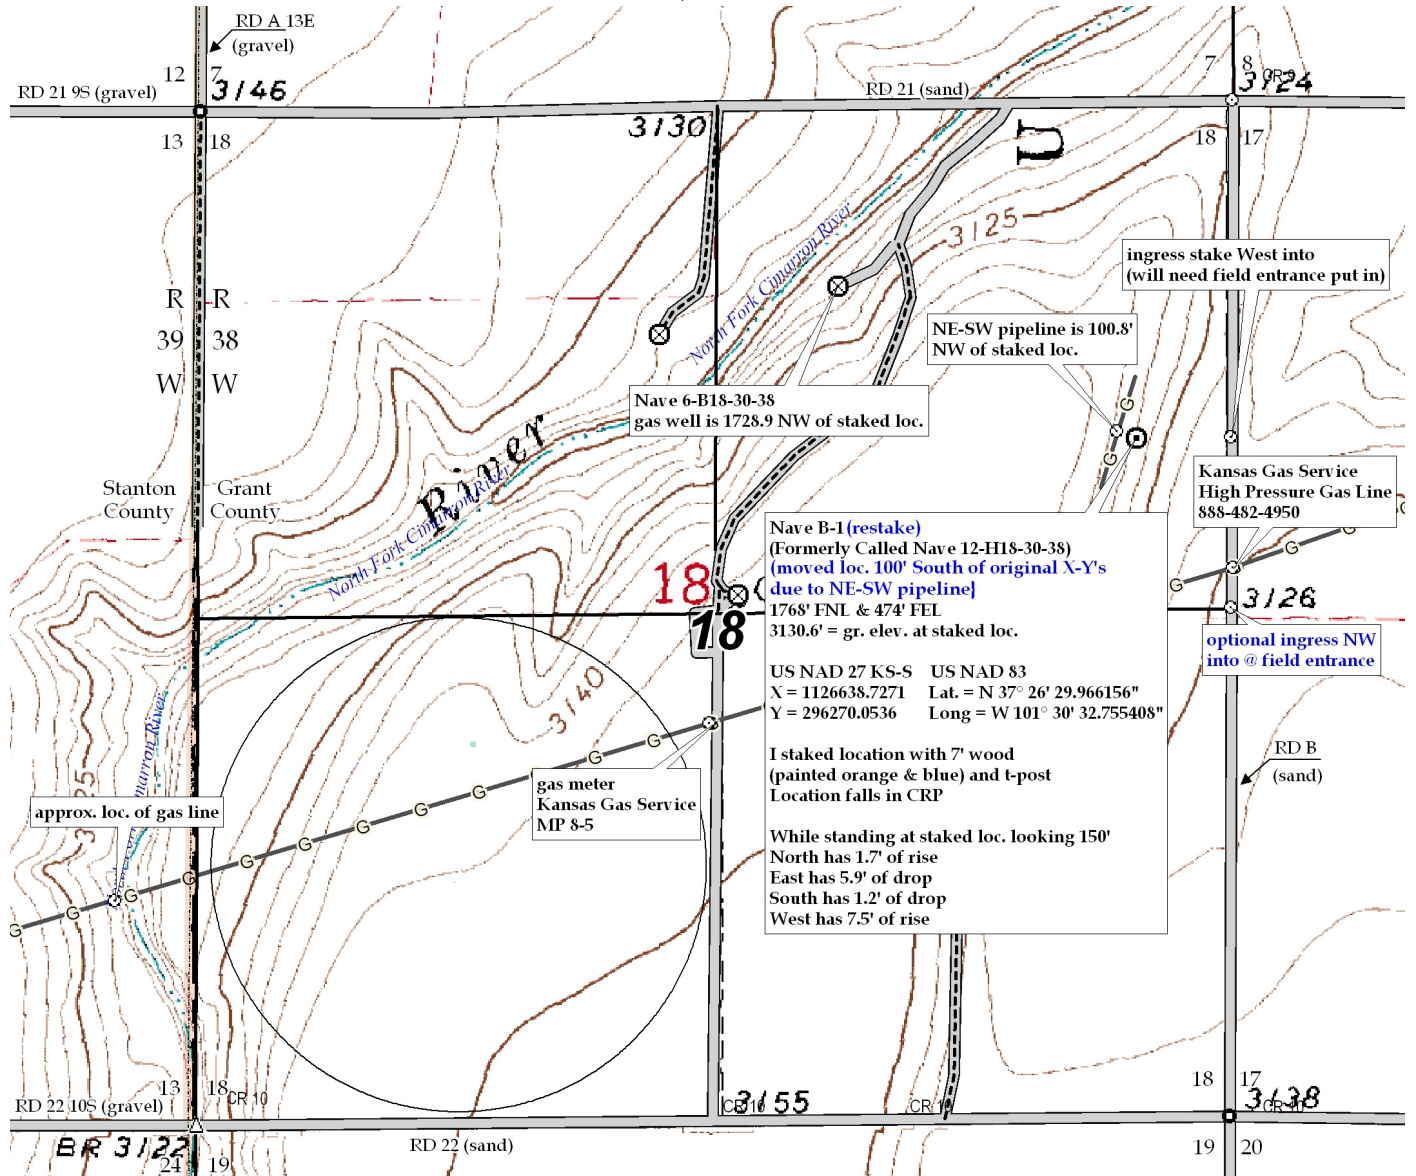 RD A 13E
(gravel)
12
7
3146
RD 21 9S (gravel)
13
18
RD 21 (sand)
7
8
3124
18
17
3130
U
3125
ingress stake West into
(will need field entrance put in)
R
R
39
38
W
W
North Fork Cimarron River
NE-SW pipeline is 100.8'
NW of staked loc.
Nave 6-B18-30-38
gas well is 1728.9 NW of staked loc.
G
G
River
North Fork Cimarron River
Stanton
County
Grant
County
Kansas Gas Service
High Pressure Gas Line
888-482-4950
G
G
G
18
18
3126
optional ingress NW
into @ field entrance
Nave B-1 (restake)
(Formerly Called Nave 12-H18-30-38)
(moved loc. 100' South of original X-Y's
due to NE-SW pipeline}
1768' FNL & 474' FEL
3130.6' = gr. elev. at staked loc.
US NAD 27 KS-S US NAD 83
X = 1126638.7271 Lat. = N 37° 26' 29.966156"
Y = 296270.0536 Long = W 101° 30' 32.755408"
I staked location with 7' wood
(painted orange & blue) and t-post
Location falls in CRP
While standing at staked loc. looking 150'
North has 1.7' of rise
East has 5.9' of drop
South has 1.2' of drop
West has 7.5' of rise
3140
G
G
G
G
G
G
G
G
G
G
G
gas meter
Kansas Gas Service
MP 8-5
approx. loc. of gas line
RD B
(sand)
13
18
CR 10
RD 22 10S (gravel)
BR 3122
24
19
RD 22 (sand)
3155
18
17
3138
CR 10
19
20